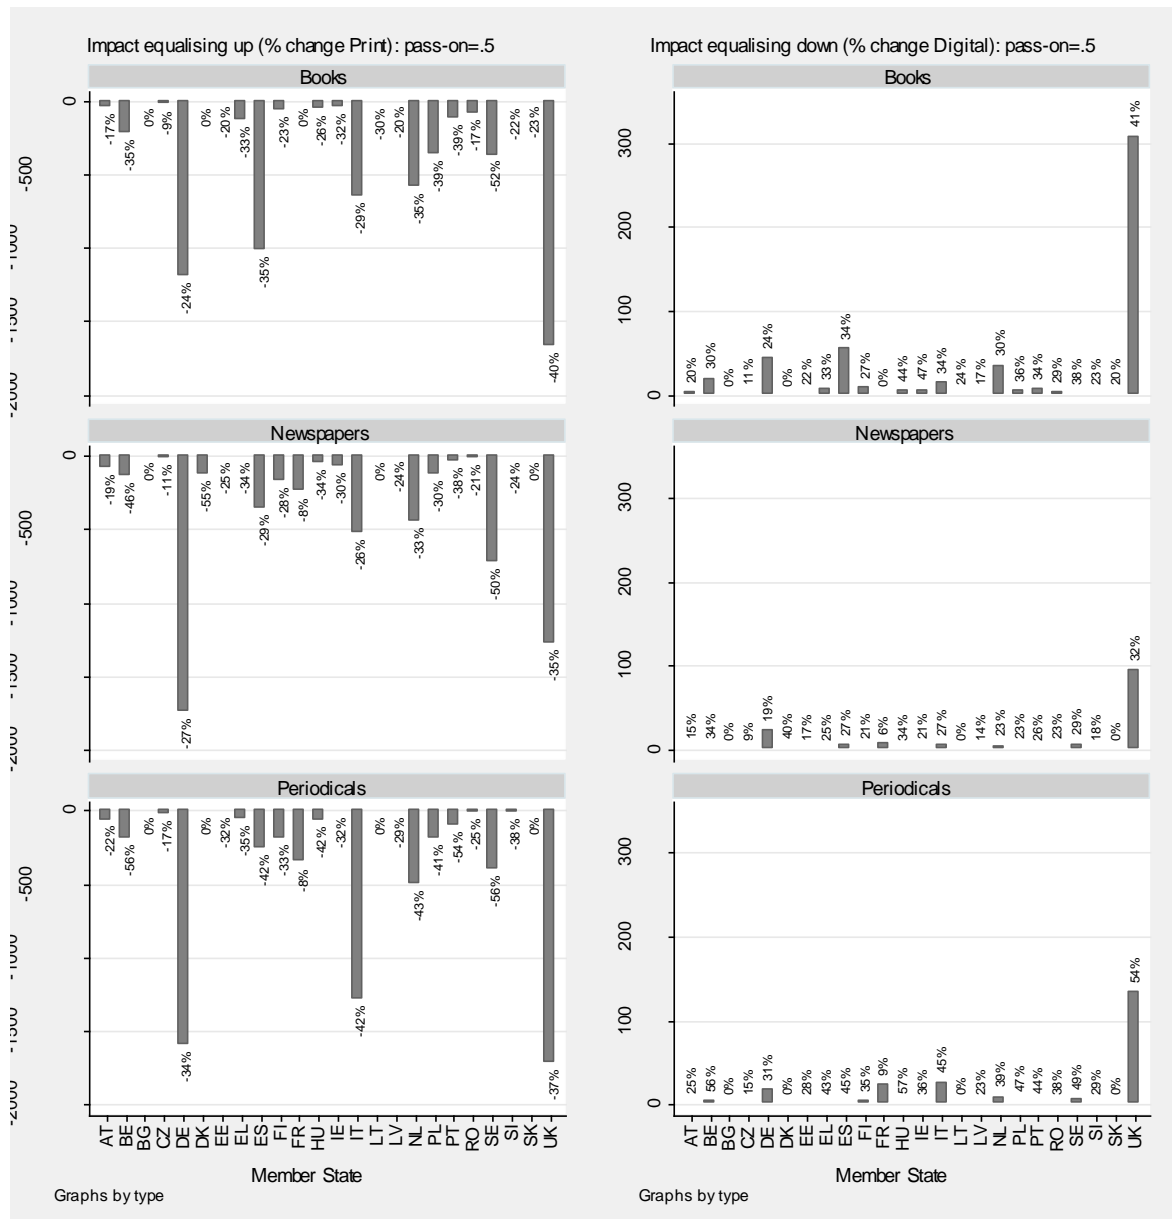 Impact equalising up (% change Print): pass-on=.5
Books
0
-500
-1000
-1500
-2000
-17% -35% 0% -9% -24% 0% -20% -33% -35% -23% 0% -26% -32% -29% -30% -20% -35% -39% -39% -17% -52% -22% -23% -40%
Newspapers
0
-500
-1000
-1500
-2000
-19% -46% 0% -11% -27% -55% -25% -34% -29% -28% -8% -34% -30% -26% 0% -24% -33% -30% -38% -21% -50% -24% 0% -35%
Periodicals
0
-500
-1000
-1500
-2000
-22% -56% 0% -17% -34% 0% -32% -35% -42% -33% -8% -42% -32% -42% 0% -29% -43% -41% -54% -25% -56% -38% 0% -37%
AT BE BG CZ DE DK EE EL ES FI FR HU IE IT LT LV NL PL PT RO SE SI SK UK
Member State
Graphs by type
Impact equalising down (% change Digital): pass-on=.5
Books
300
200
100
0
20% 30% 0% 11% 24% 0% 22% 33% 34% 27% 0% 44% 47% 34% 24% 17% 30% 36% 34% 29% 38% 23% 20% 41%
Newspapers
300
200
100
0
15% 34% 0% 9% 19% 40% 17% 25% 27% 21% 6% 34% 21% 27% 0% 14% 23% 23% 26% 23% 29% 18% 0% 32%
Periodicals
300
200
100
0
25% 56% 0% 15% 31% 0% 28% 43% 45% 35% 9% 57% 36% 45% 0% 23% 39% 47% 44% 38% 49% 29% 0% 54%
AT BE BG CZ DE DK EE EL ES FI FR HU IE IT LT LV NL PL PT RO SE SI SK UK
Member State
Graphs by type